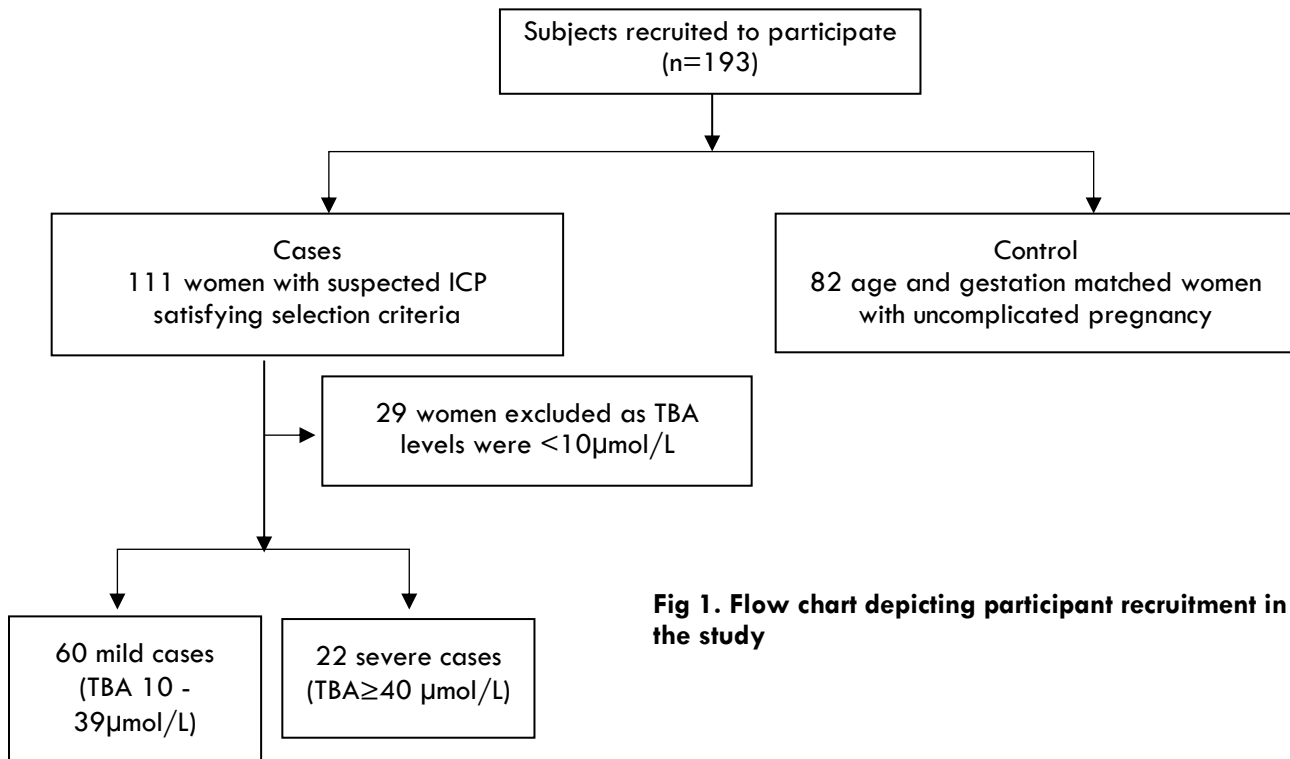 Subjects recruited to participate
(n=193)
Cases
111 women with suspected ICP
satisfying selection criteria
Control
82 age and gestation matched women
with uncomplicated pregnancy
29 women excluded as TBA
levels were <10µmol/L
60 mild cases
(TBA 10 -
39µmol/L)
22 severe cases
(TBA≥40 µmol/L)
Fig 1. Flow chart depicting participant recruitment in
the study